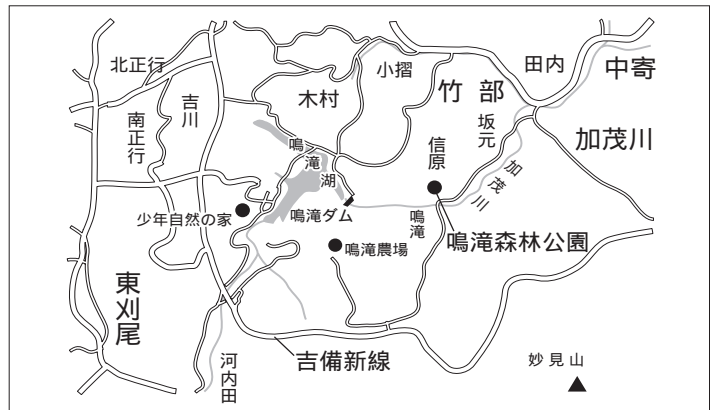 北正行
吉川
南正行
木村
小摺
竹部
田内
中寄
坂元
加茂川
加茂川
信原
鳴滝湖
鳴滝ダム
少年自然の家
鳴滝
鳴滝森林公園
鳴滝農場
東刈尾
吉備新線
河内田
妙見山